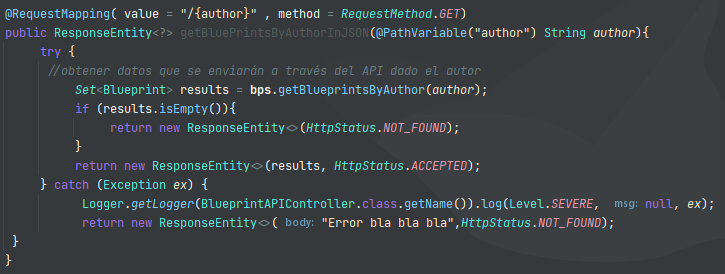 @RequestMapping( value = "/{author}" , method = RequestMethod.GET)
public ResponseEntity<?> getBluePrintsByAuthorInJSON(@PathVariable("author") String author){
try {
//obtener datos que se enviarán a través del API dado el autor
Set<Blueprint> results = bps.getBlueprintsByAuthor(author);
if (results.isEmpty()){
return new ResponseEntity<>(HttpStatus.NOT_FOUND);
}
return new ResponseEntity<>(results, HttpStatus.ACCEPTED);
} catch (Exception ex) {
Logger.getLogger(BlueprintAPIController.class.getName()).log(Level.SEVERE, msg: null, ex);
return new ResponseEntity<>( body: "Error bla bla bla",HttpStatus.NOT_FOUND);
}
}